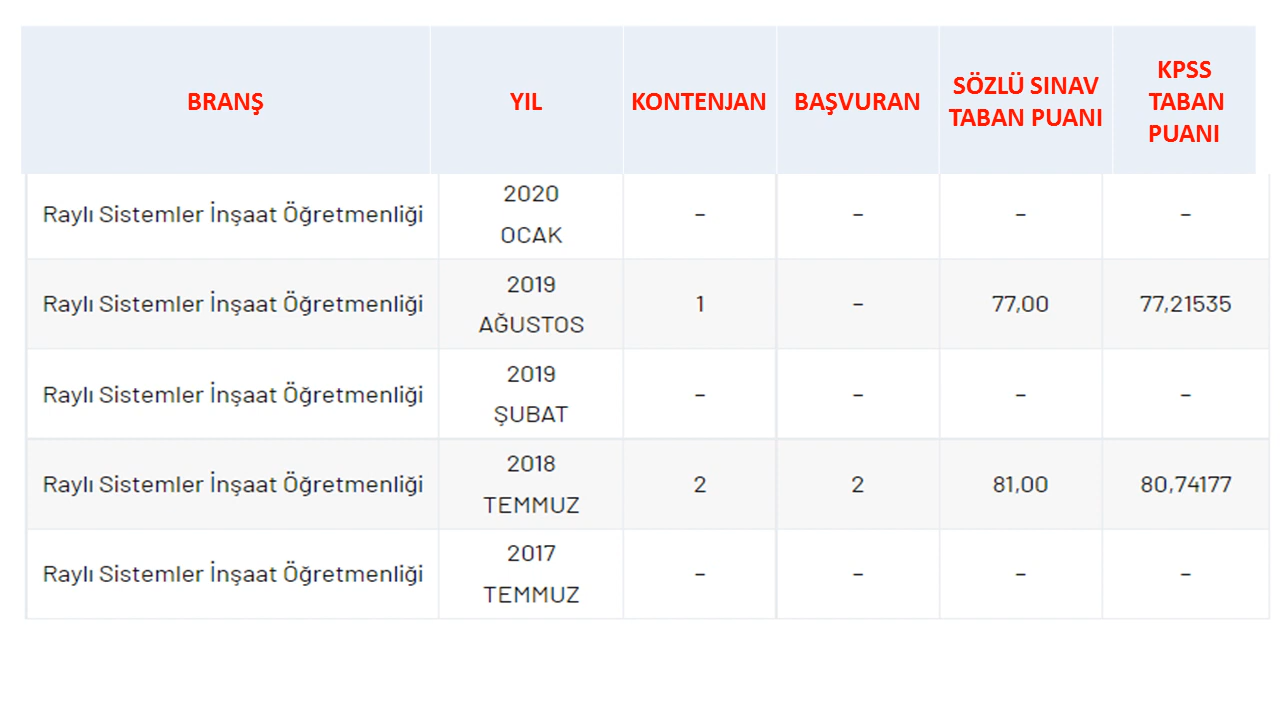 BRANŞ YIL KONTENJAN BAŞVURAN SÖZLÜ SINAV TABAN PUANI KPSS TABAN PUANI
Raylı Sistemler İnşaat Öğretmenliği 2020 OCAK – – – –
Raylı Sistemler İnşaat Öğretmenliği 2019 AĞUSTOS 1 – 77,00 77,21535
Raylı Sistemler İnşaat Öğretmenliği 2019 ŞUBAT – – – –
Raylı Sistemler İnşaat Öğretmenliği 2018 TEMMUZ 2 2 81,00 80,74177
Raylı Sistemler İnşaat Öğretmenliği 2017 TEMMUZ – – – –